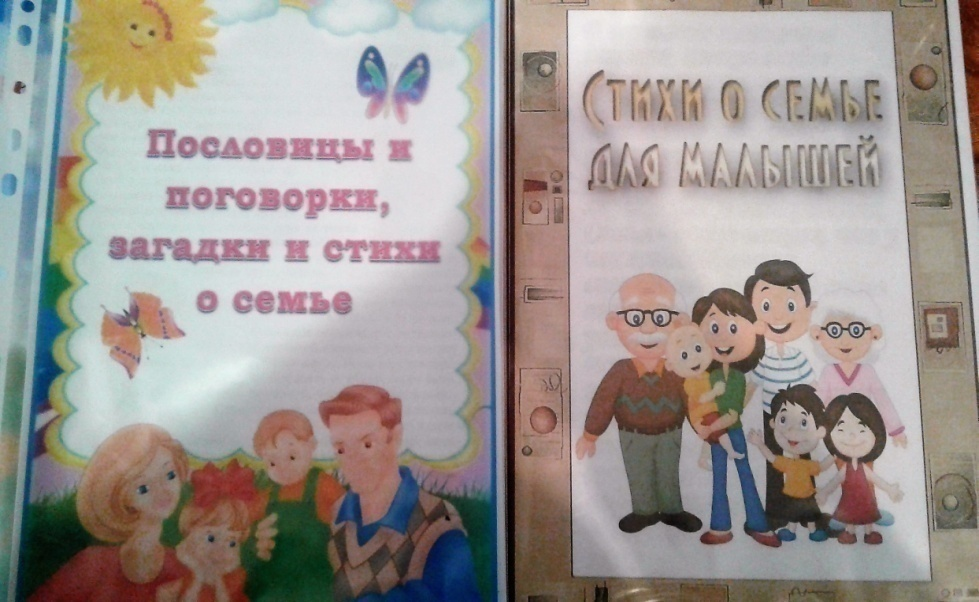 Пословицы и
поговорки,
загадки и стихи
о семье
Стихи о семье
для малышей